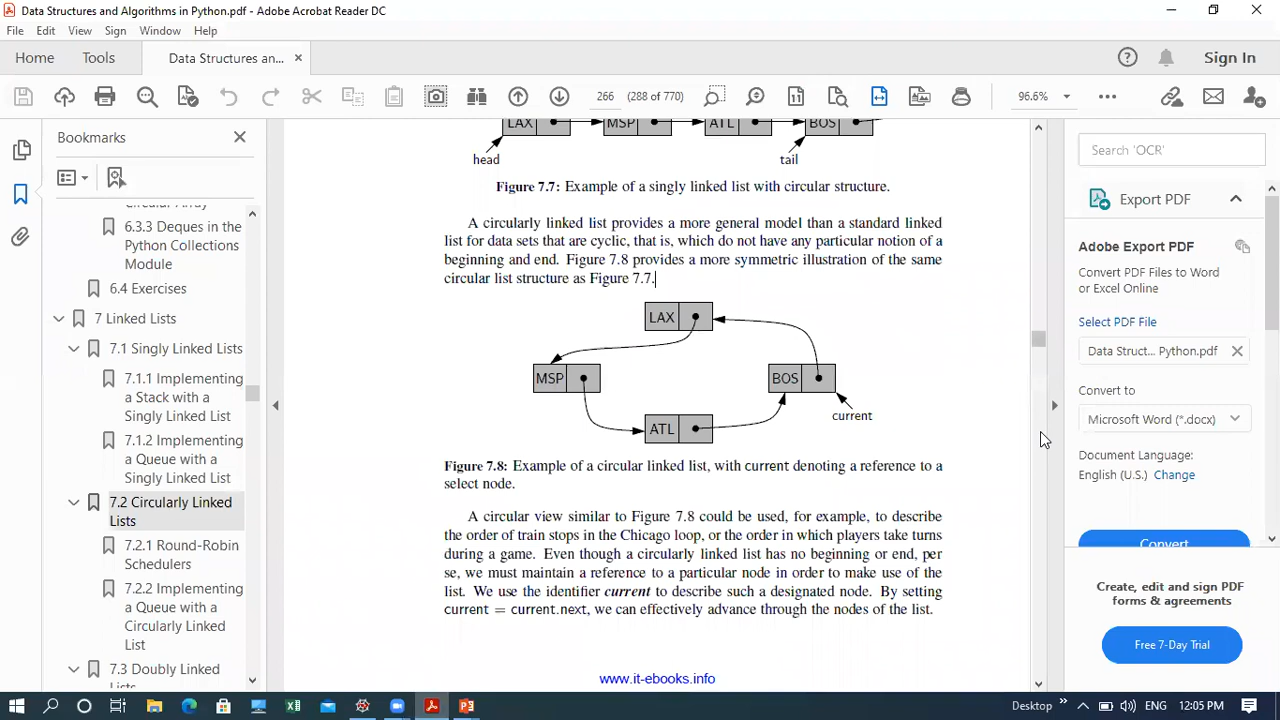 Data Structures and Algorithms in Python.pdf - Adobe Acrobat Reader DC
File Edit View Sign Window Help
Home Tools Data Structures an... Sign In
266 (288 of 770) 96.6%
Bookmarks
Circular Array
6.3.3 Deques in the
Python Collections
Module
6.4 Exercises
7 Linked Lists
7.1 Singly Linked Lists
7.1.1 Implementing
a Stack with a
Singly Linked List
7.1.2 Implementing
a Queue with a
Singly Linked List
7.2 Circularly Linked
Lists
7.2.1 Round-Robin
Schedulers
7.2.2 Implementing
a Queue with a
Circularly Linked
List
7.3 Doubly Linked
Lists
LAX MSP ATL BOS
head tail
Figure 7.7: Example of a singly linked list with circular structure.
A circularly linked list provides a more general model than a standard linked
list for data sets that are cyclic, that is, which do not have any particular notion of a
beginning and end. Figure 7.8 provides a more symmetric illustration of the same
circular list structure as Figure 7.7.
LAX
MSP BOS
current
ATL
Figure 7.8: Example of a circular linked list, with current denoting a reference to a
select node.
A circular view similar to Figure 7.8 could be used, for example, to describe
the order of train stops in the Chicago loop, or the order in which players take turns
during a game. Even though a circularly linked list has no beginning or end, per
se, we must maintain a reference to a particular node in order to make use of the
list. We use the identifier current to describe such a designated node. By setting
current = current.next, we can effectively advance through the nodes of the list.
www.it-ebooks.info
Search 'OCR'
Export PDF
Adobe Export PDF
Convert PDF Files to Word
or Excel Online
Select PDF File
Data Struct... Python.pdf
Convert to
Microsoft Word (*.docx)
Document Language:
English (U.S.) Change
Convert
Create, edit and sign PDF
forms & agreements
Free 7-Day Trial
Desktop » ENG 12:05 PM